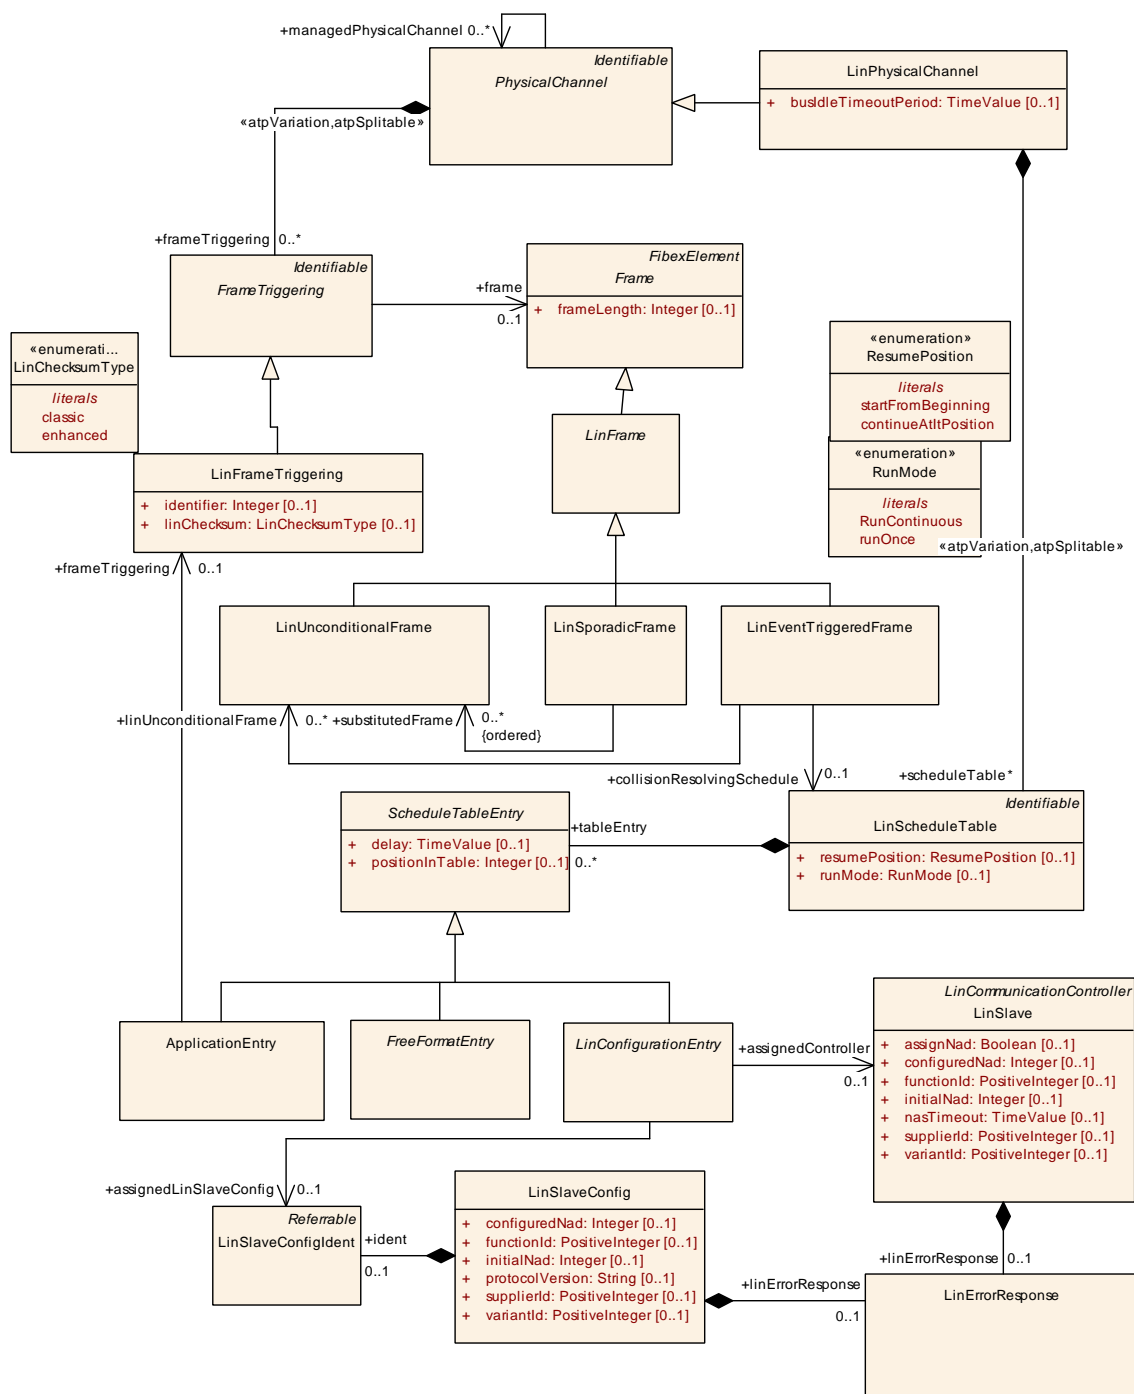 +managedPhysicalChannel 0..*
Identifiable
PhysicalChannel
LinPhysicalChannel
+ busIdleTimeoutPeriod: TimeValue [0..1]
«atpVariation,atpSplitable»
+frameTriggering 0..*
Identifiable
FrameTriggering
+frame
0..1
FibexElement
Frame
+ frameLength: Integer [0..1]
«enumerati...
LinChecksumType
literals
classic
enhanced
«enumeration»
ResumePosition
literals
startFromBeginning
continueAtItPosition
LinFrame
«enumeration»
RunMode
literals
RunContinuous
runOnce
LinFrameTriggering
+ identifier: Integer [0..1]
+ linChecksum: LinChecksumType [0..1]
«atpVariation,atpSplitable»
+frameTriggering 0..1
LinUnconditionalFrame
LinSporadicFrame
LinEventTriggeredFrame
+linUnconditionalFrame 0..* +substitutedFrame 0..*
{ordered}
+collisionResolvingSchedule 0..1
+scheduleTable *
ScheduleTableEntry
+ delay: TimeValue [0..1]
+ positionInTable: Integer [0..1]
+tableEntry
0..*
Identifiable
LinScheduleTable
+ resumePosition: ResumePosition [0..1]
+ runMode: RunMode [0..1]
ApplicationEntry
FreeFormatEntry
LinConfigurationEntry
+assignedController
0..1
LinCommunicationController
LinSlave
+ assignNad: Boolean [0..1]
+ configuredNad: Integer [0..1]
+ functionId: PositiveInteger [0..1]
+ initialNad: Integer [0..1]
+ nasTimeout: TimeValue [0..1]
+ supplierId: PositiveInteger [0..1]
+ variantId: PositiveInteger [0..1]
+assignedLinSlaveConfig 0..1
Referrable
LinSlaveConfigIdent
+ident
0..1
LinSlaveConfig
+ configuredNad: Integer [0..1]
+ functionId: PositiveInteger [0..1]
+ initialNad: Integer [0..1]
+ protocolVersion: String [0..1]
+ supplierId: PositiveInteger [0..1]
+ variantId: PositiveInteger [0..1]
+linErrorResponse 0..1
+linErrorResponse
0..1
LinErrorResponse